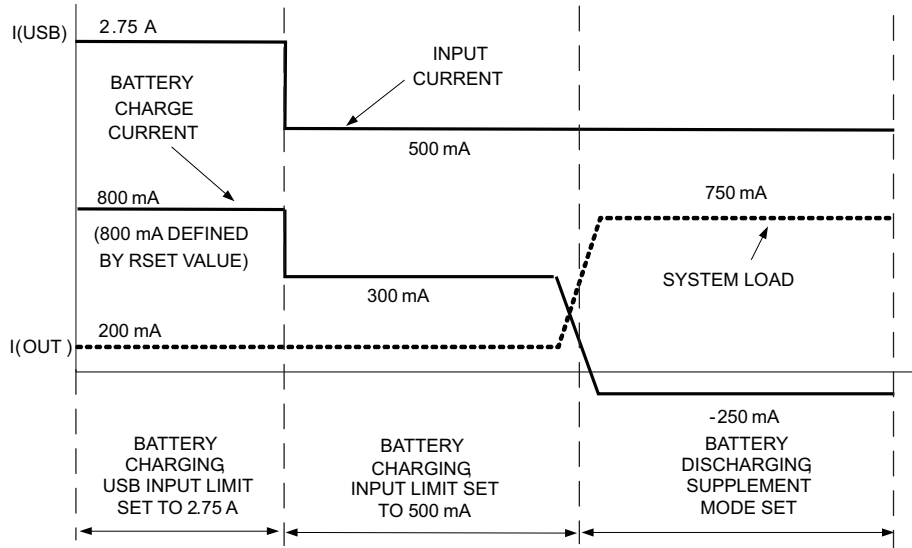 I(USB)
2.75 A
INPUT
CURRENT
BATTERY
CHARGE
CURRENT
500 mA
800 mA
(800 mA DEFINED
BY RSET VALUE)
750 mA
SYSTEM LOAD
300 mA
200 mA
I(OUT)
-250 mA
BATTERY
CHARGING,
USB INPUT LIMIT
SET TO 2.75 A
BATTERY
CHARGING,
INPUT LIMIT SET
TO 500 mA
BATTERY
DISCHARGING,
SUPPLEMENT
MODE SET